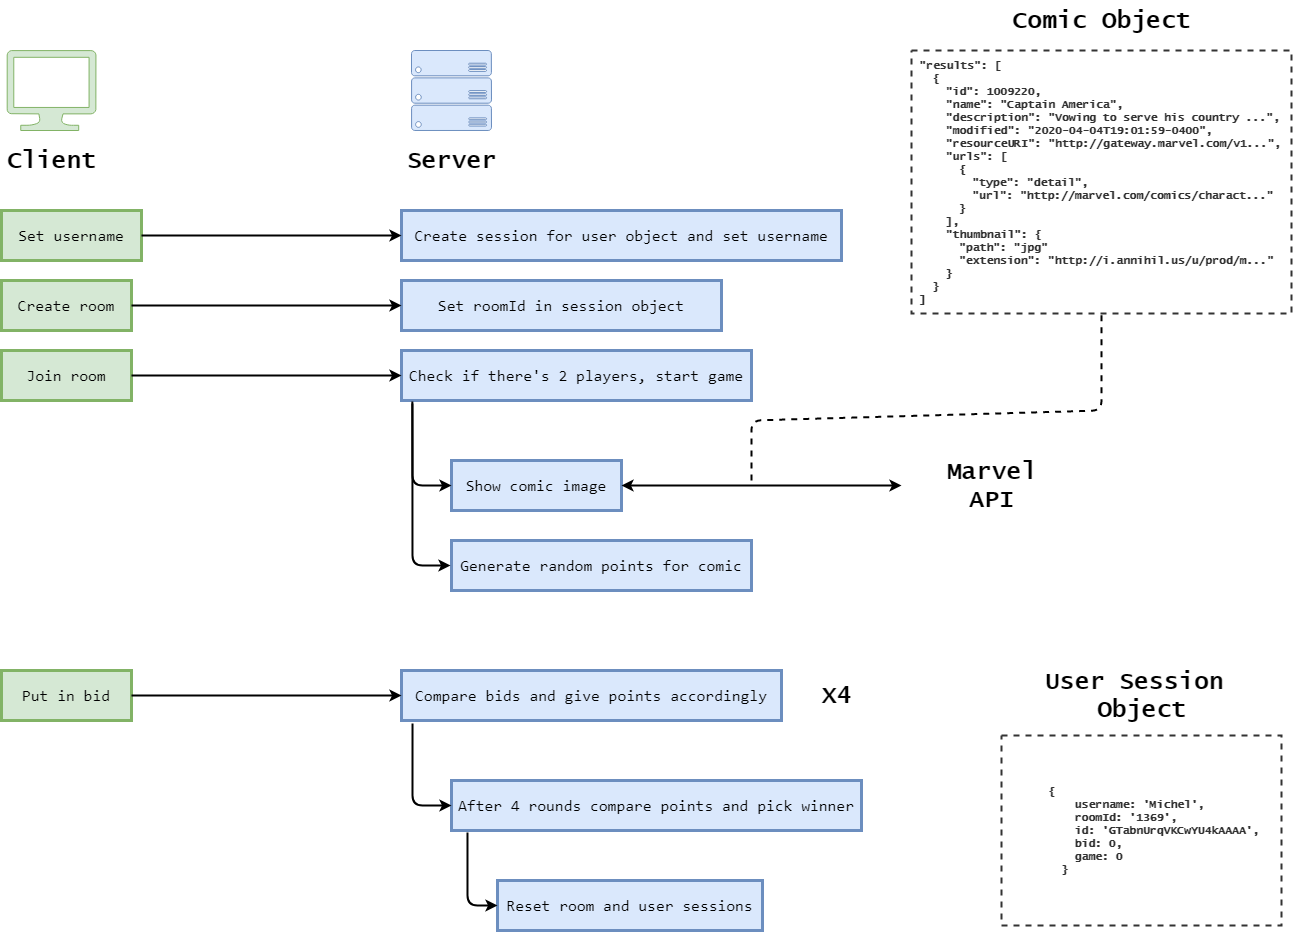 Comic Object
"results": [
{
"id": 1009220,
"name": "Captain America",
"description": "Vowing to serve his country ...",
"modified": "2020-04-04T19:01:59-0400",
"resourceURI": "http://gateway.marvel.com/v1...",
"urls": [
{
"type": "detail",
"url": "http://marvel.com/comics/charact..."
}
],
"thumbnail": {
"path": "jpg"
"extension": "http://i.annihil.us/u/prod/m..."
}
}
]
Client
Server
Set username
Create session for user object and set username
Create room
Set roomId in session object
Join room
Check if there's 2 players, start game
Show comic image
Marvel
API
Generate random points for comic
Put in bid
Compare bids and give points accordingly
X4
After 4 rounds compare points and pick winner
Reset room and user sessions
User Session
Object
{
username: 'Michel',
roomId: '1369',
id: 'GTabnUrqVKCwYU4kAAAA',
bid: 0,
game: 0
}